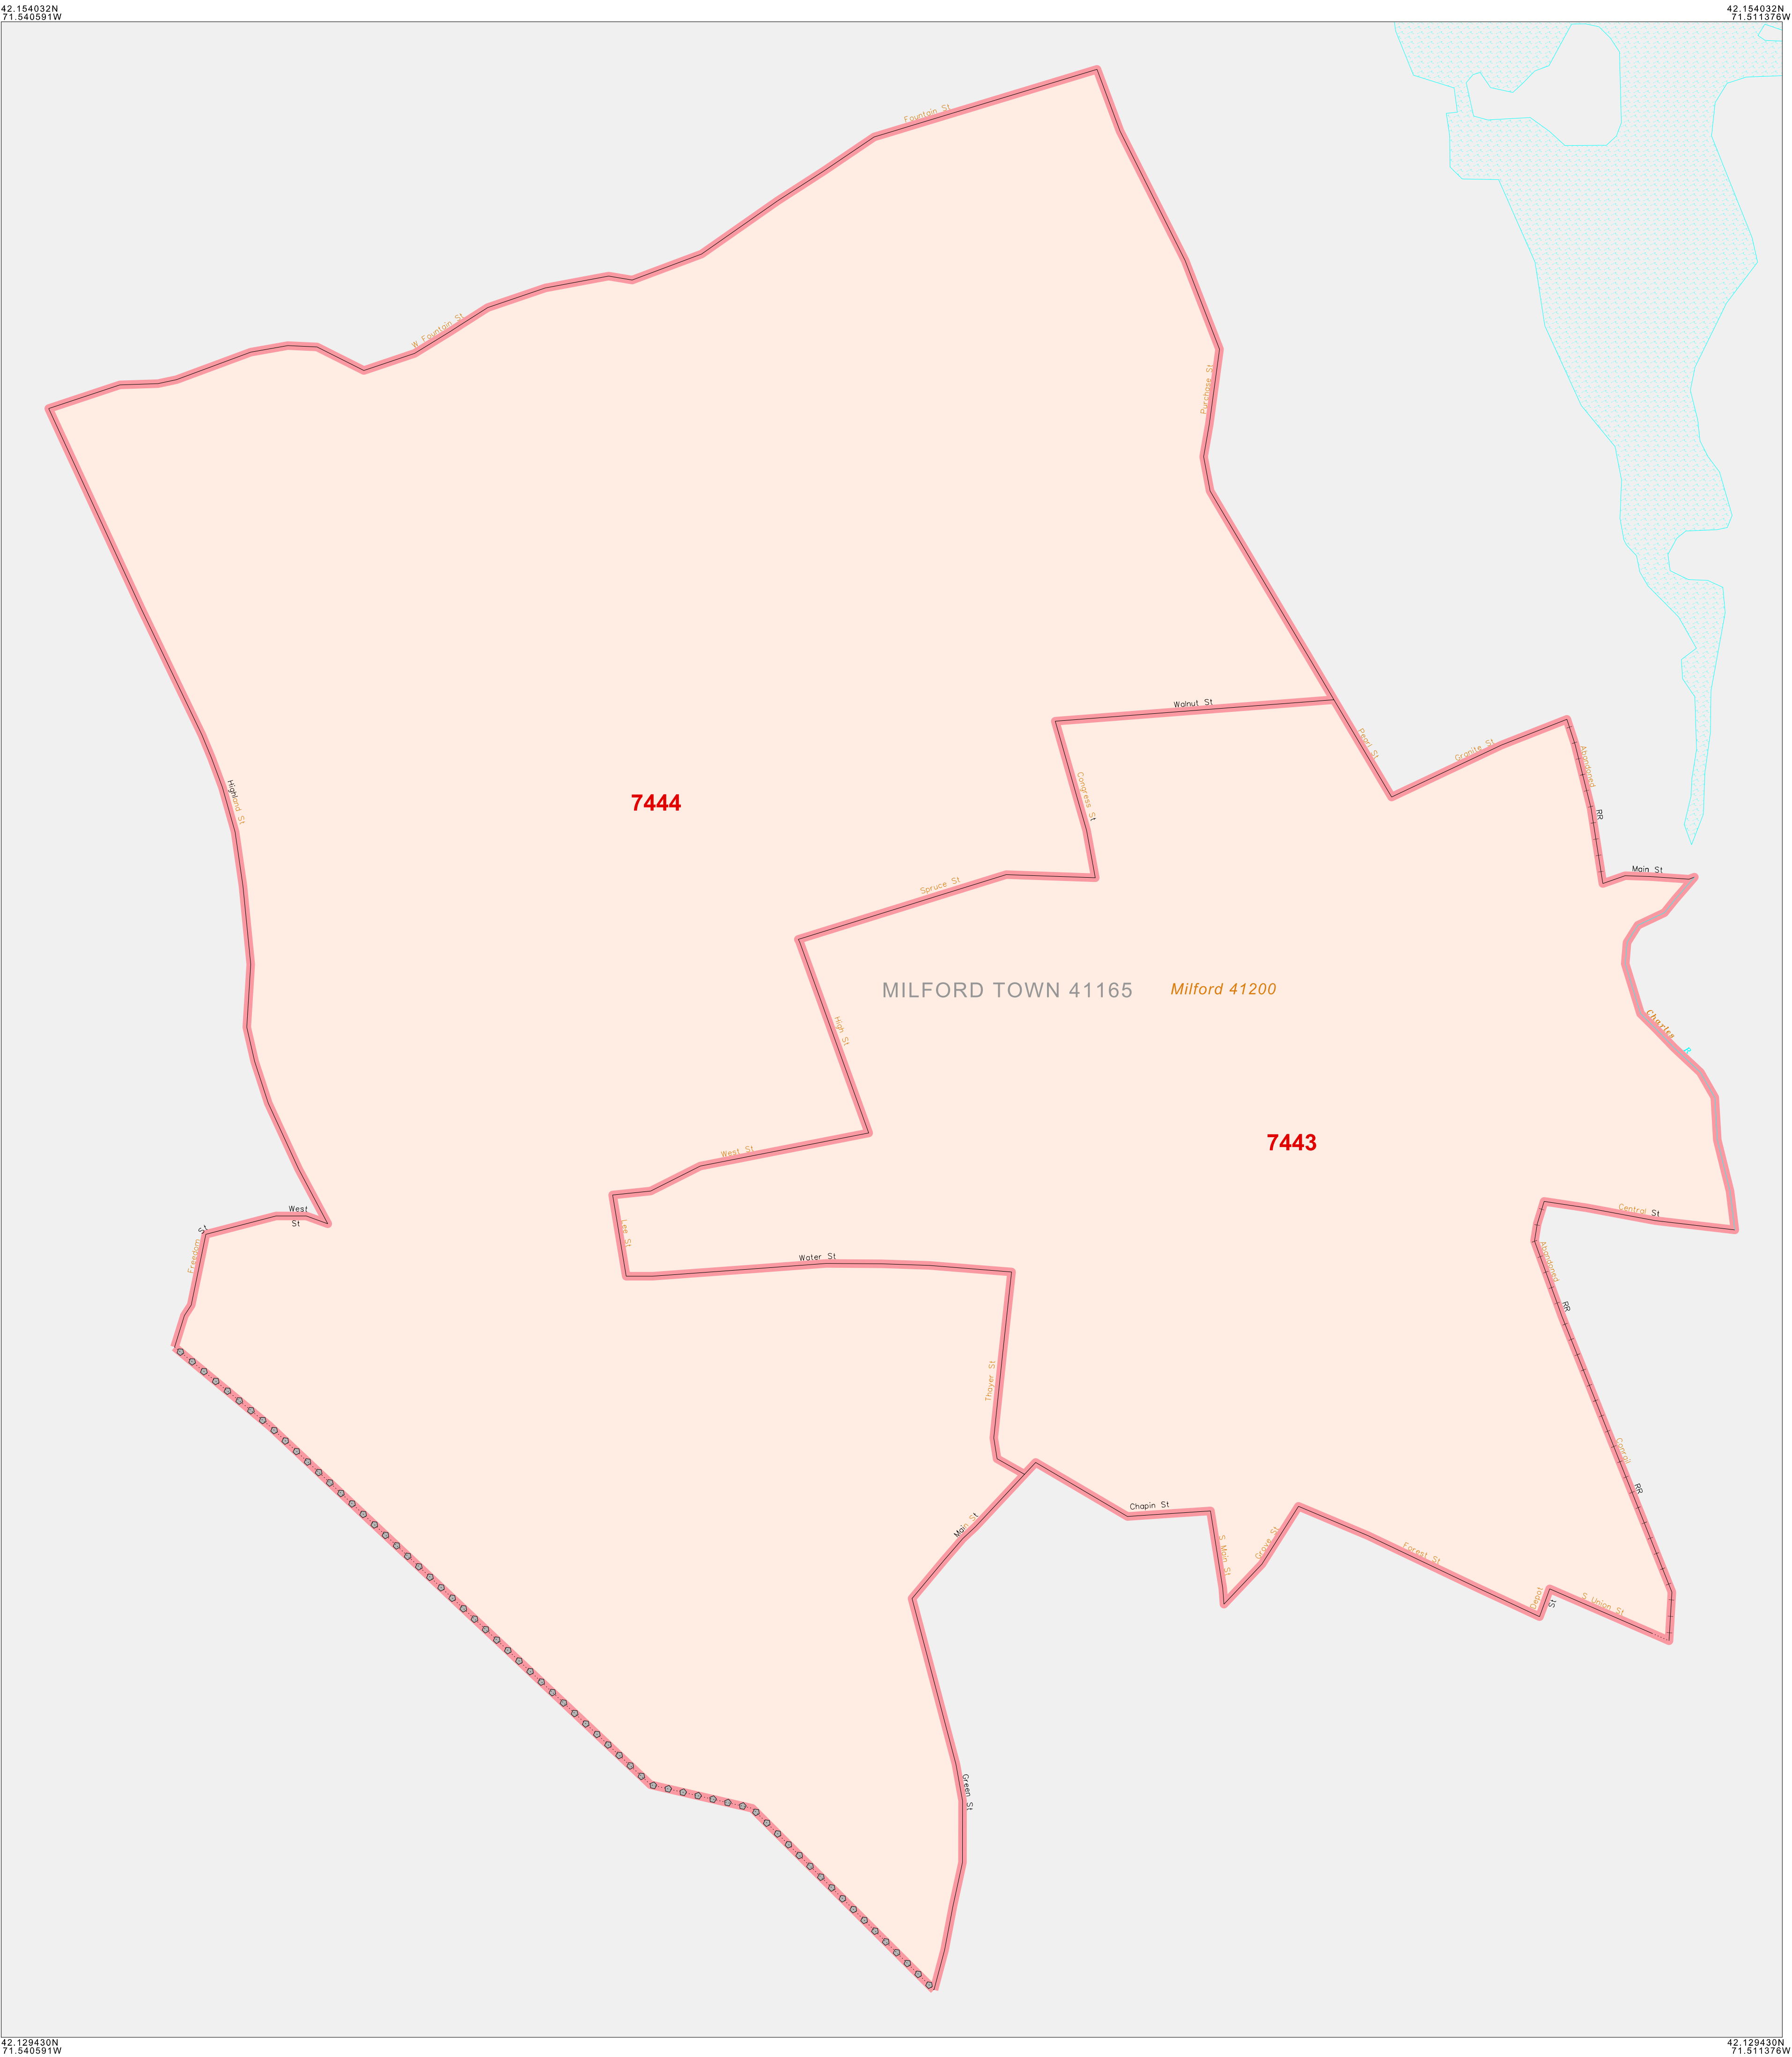 42.154032N
71.540591W
42.154032N
71.511376W
Fountain St
W Fountain St
Purchase St
Walnut St
Pearl St
Granite St
Abandoned RR
Congress St
Highland St
7444
Main St
Spruce St
MILFORD TOWN 41165
Milford 41200
High St
Charles R
7443
West St
West St
Central St
Freedom St
Lee St
Water St
Abandoned RR
Thayer St
Conrail RR
Main St
Chapin St
S Main St
Grove St
Forest St
Depot St
S Union St
Green St
42.129430N
71.540591W
42.129430N
71.511376W